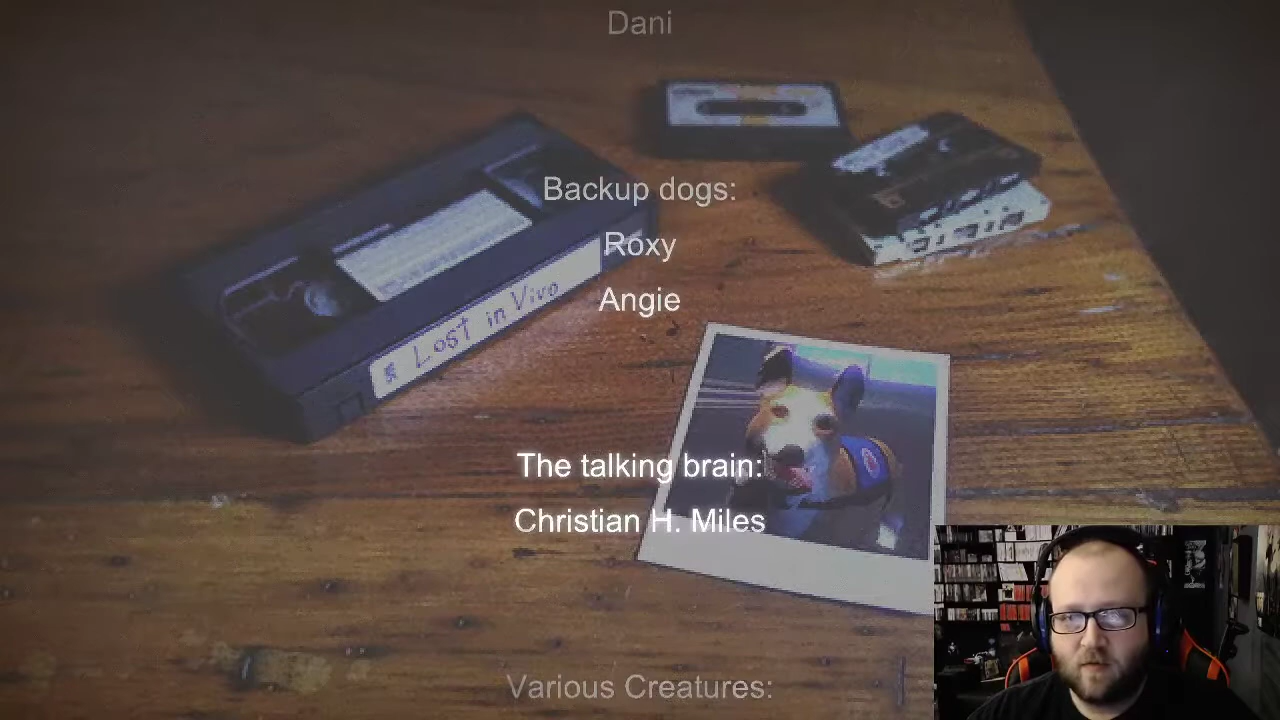 Dani
Backup dogs:
Roxy
Angie
Lost in Vivo
The talking brain:
Christian H. Miles
Various Creatures: